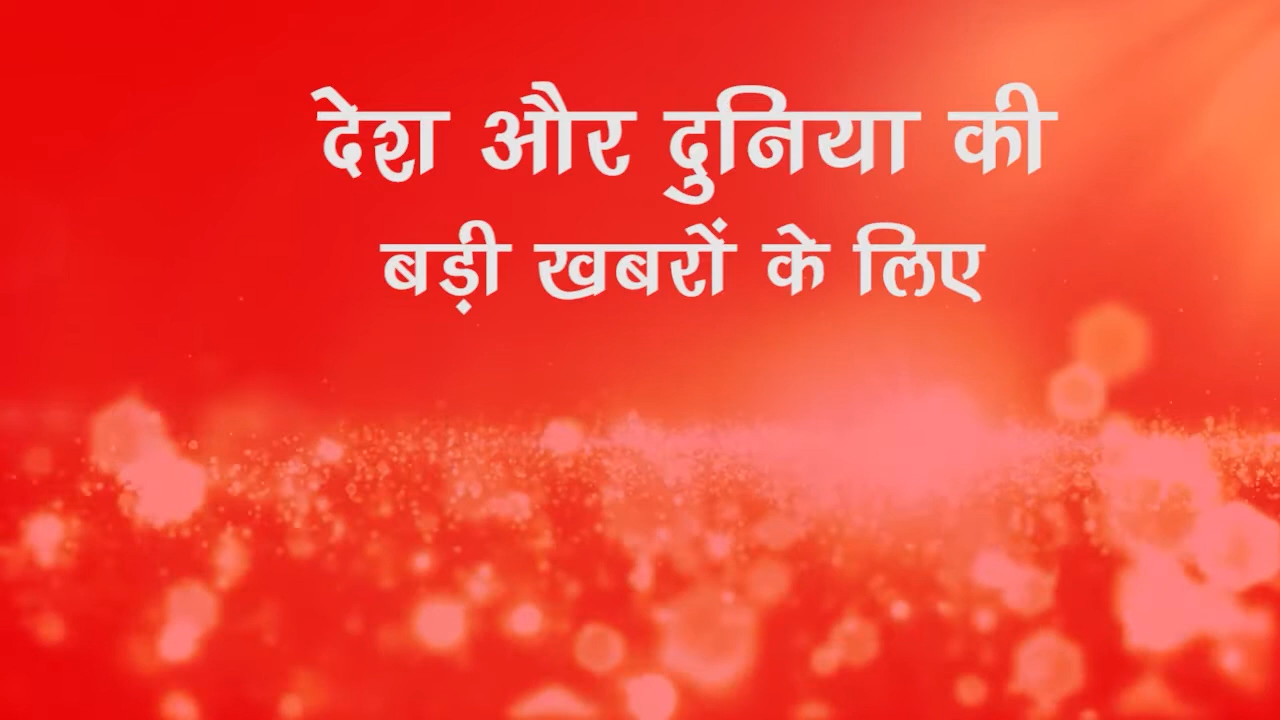 देश और दुनिया की
बड़ी खबरों के लिए